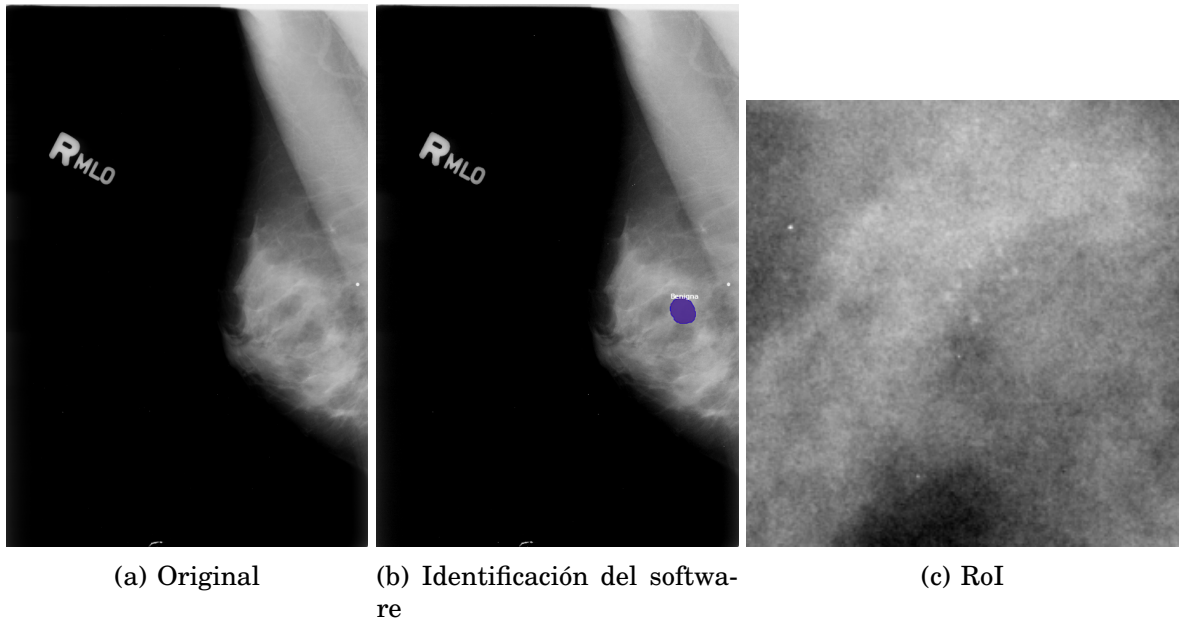 RMLO
RMLO
Benigna
(a) Original
(b) Identificación del softwa-
re
(c) RoI